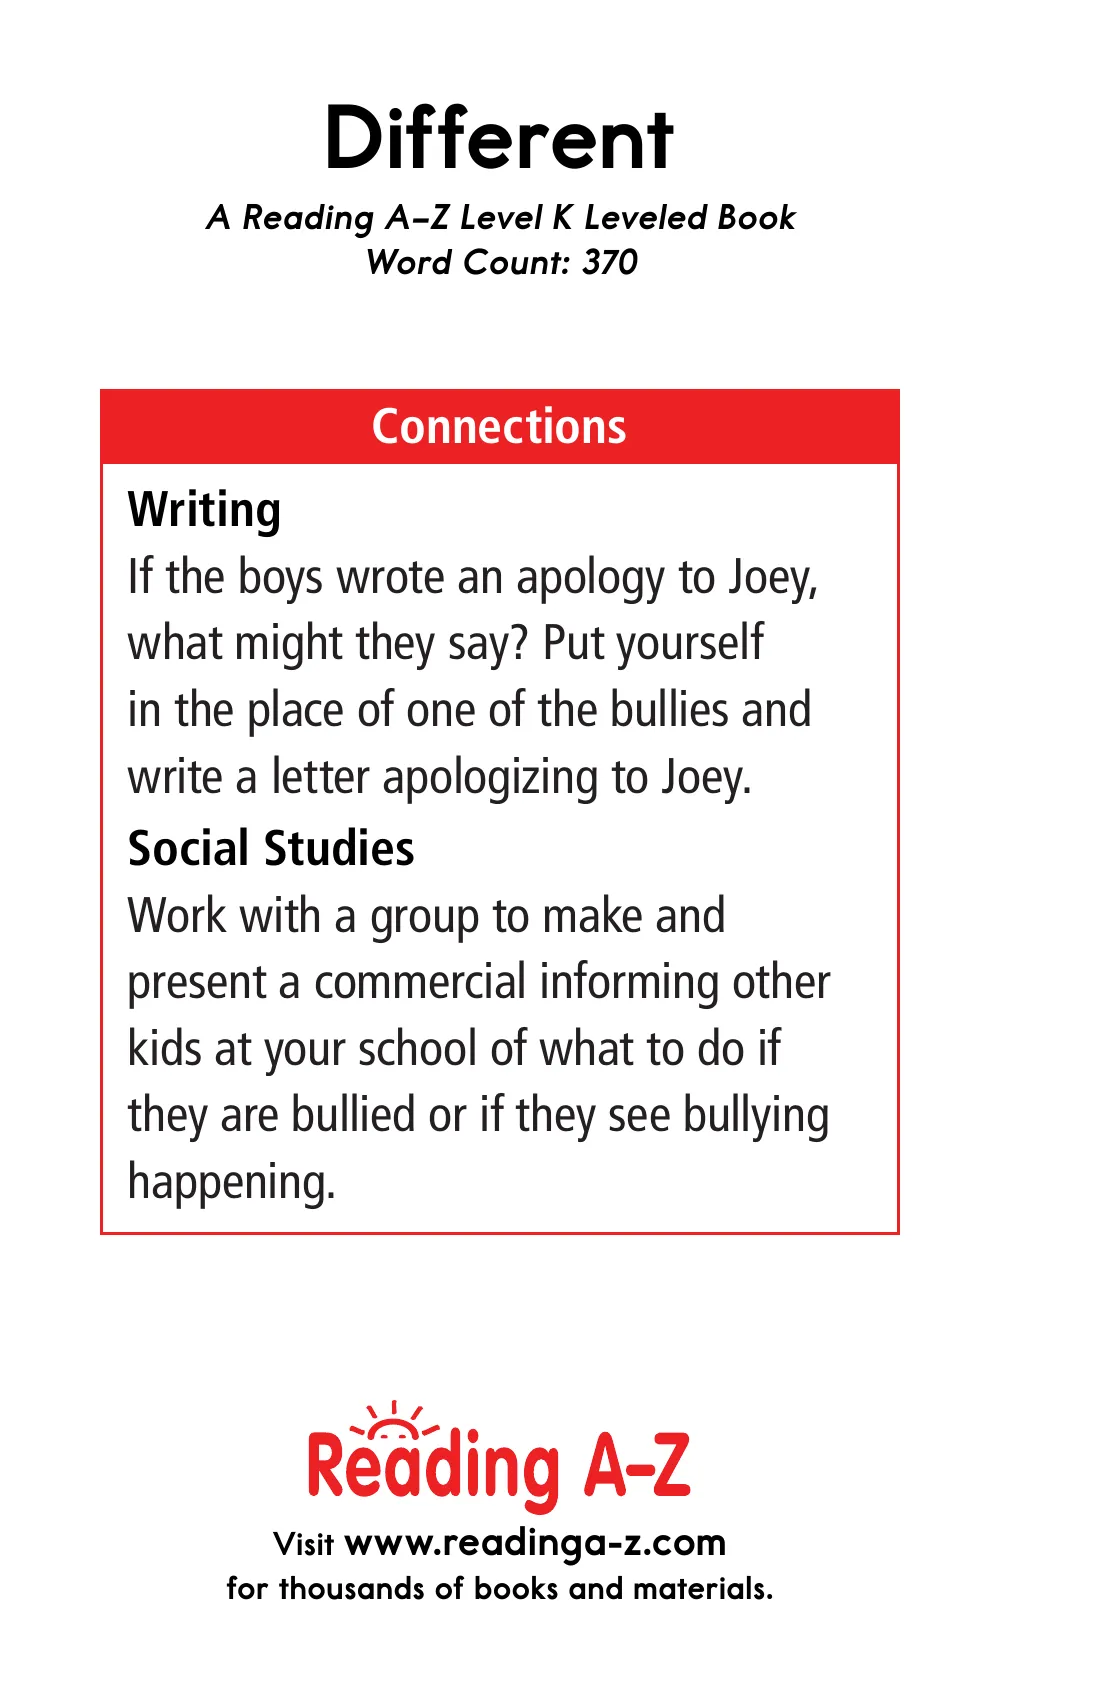 Different
A Reading A–Z Level K Leveled Book
Word Count: 370
Connections
Writing
If the boys wrote an apology to Joey,
what might they say? Put yourself
in the place of one of the bullies and
write a letter apologizing to Joey.
Social Studies
Work with a group to make and
present a commercial informing other
kids at your school of what to do if
they are bullied or if they see bullying
happening.
Reading A–Z
Visit www.readinga-z.com
for thousands of books and materials.